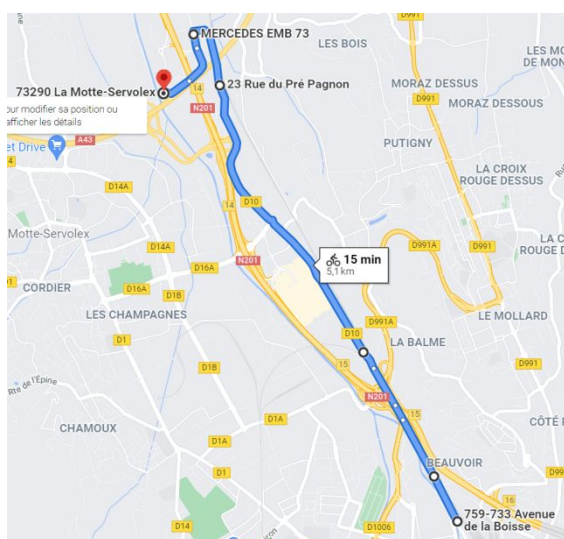 D991
MERCEDES EMB 73
LES BOIS
LES MO
DE MON
73290 La Motte-Servolex
14
23 Rue du Pré Pagnon
MORAZ DESSUS
D991
our modifier sa position ou
afficher les détails
N201
MORAZ DESSOUS
A43
et Drive
PUTIGNY
LA CROIX
ROUGE DESSUS
D14A
D10
14
Motte-Servolex
D14A
D991A
D991
LA C
ROUGE D
N201
D16A
15 min
5,1 km
CORDIER
D16A
D1B
LES CHAMPAGNES
D10
D991A
LE MOLLARD
D1
LA BALME
15
D991
D1B
Rte de l'Épine
N201
D1A
15
CHAMOUX
D1A
CÔTÉ
D1
BEAUVOIR
D99
16
759-733 Avenue
de la Boisse
D14
D1006